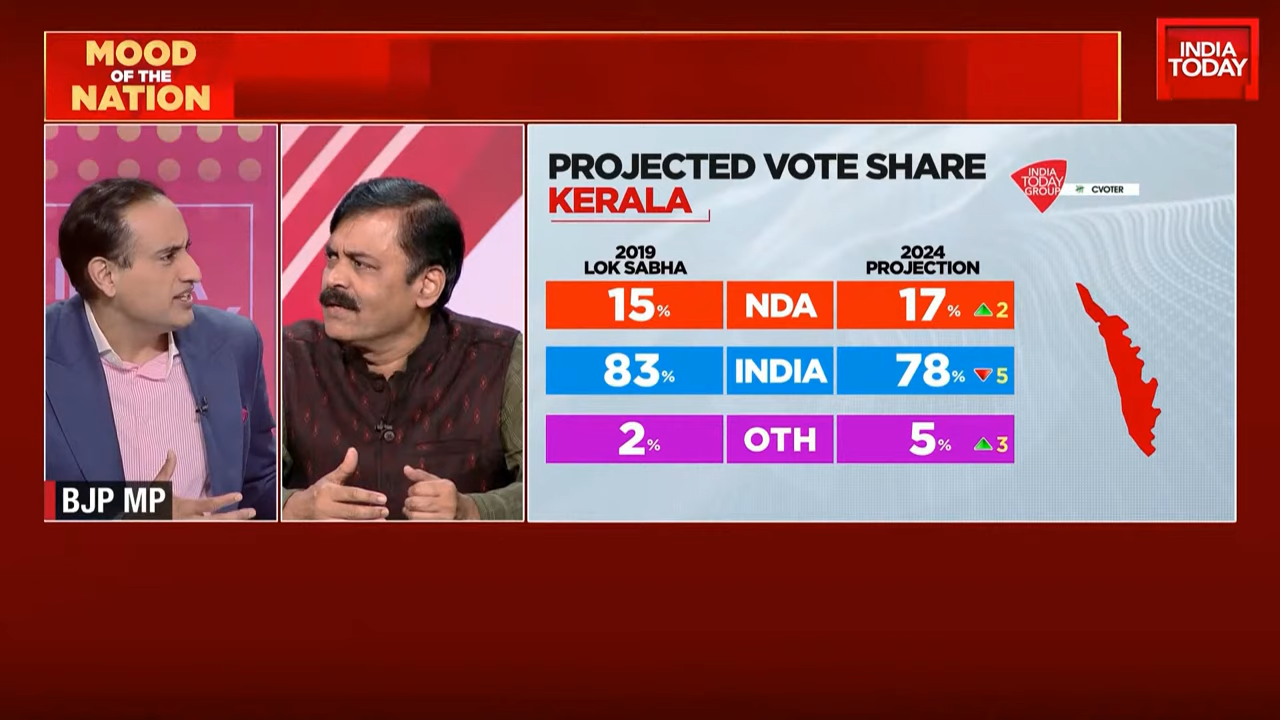 MOOD
OF THE
NATION
INDIA
TODAY
PROJECTED VOTE SHARE
KERALA
INDIA
TODAY
GROUP
CVOTER
2019
LOK SABHA
2024
PROJECTION
15% NDA 17% 2
83% INDIA 78% 5
2% OTH 5% 3
BJP MP